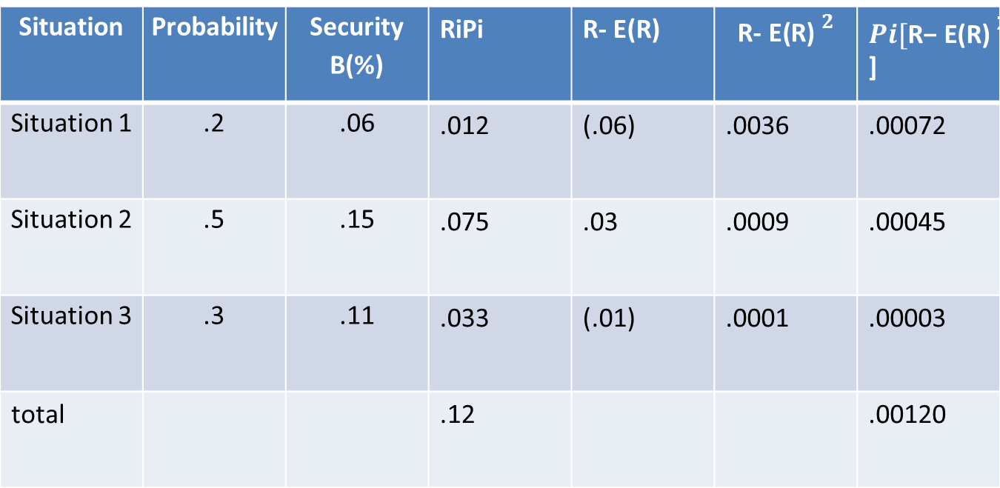 Situation Probability Security B(%) RiPi R- E(R) R- E(R) ² 𝑷𝒊[R– E(R) ² ]
Situation 1 .2 .06 .012 (.06) .0036 .00072
Situation 2 .5 .15 .075 .03 .0009 .00045
Situation 3 .3 .11 .033 (.01) .0001 .00003
total .12 .00120